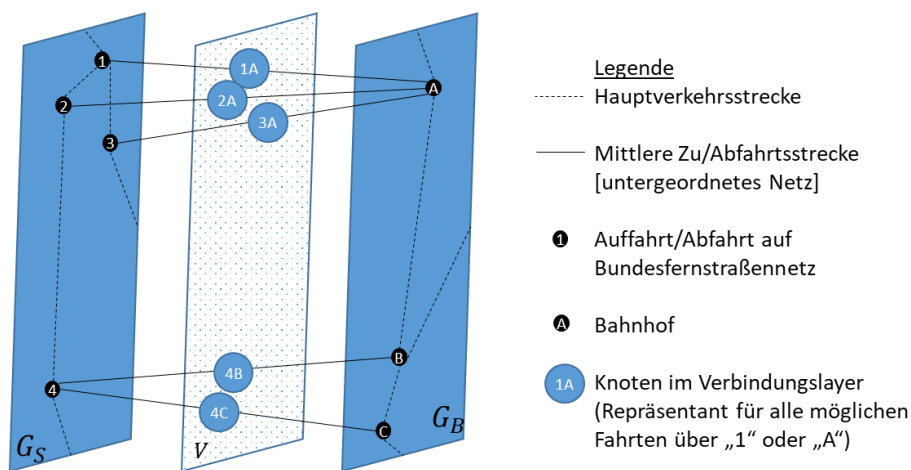 1
2
3
4
G_S
1A
2A
3A
4B
4C
V
A
B
C
G_B
Legende
Hauptverkehrsstrecke
Mittlere Zu/Abfahrtsstrecke
[untergeordnetes Netz]
1
Auffahrt/Abfahrt auf
Bundesfernstraßennetz
A
Bahnhof
1A
Knoten im Verbindungslayer
(Repräsentant für alle möglichen
Fahrten über „1“ oder „A“)